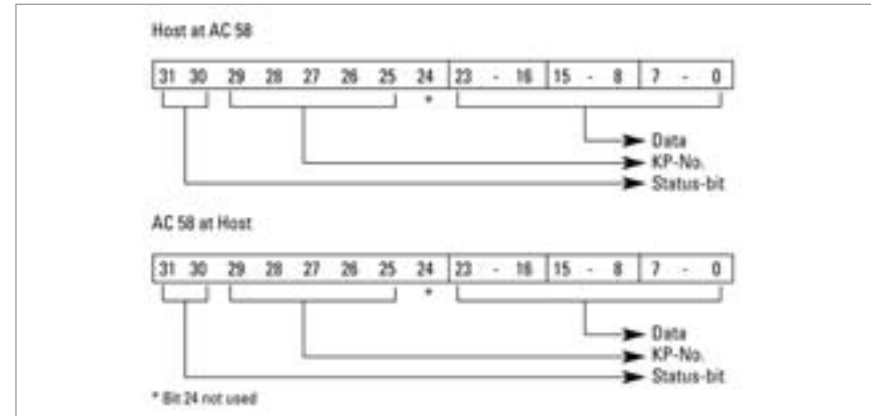 Host at AC 58
31 30 29 28 27 26 25 24 23 - 16 15 - 8 7 - 0
*
Data
KP-No.
Status-bit
AC 58 at Host
31 30 29 28 27 26 25 24 23 - 16 15 - 8 7 - 0
*
Data
KP-No.
Status-bit
* Bit 24 not used